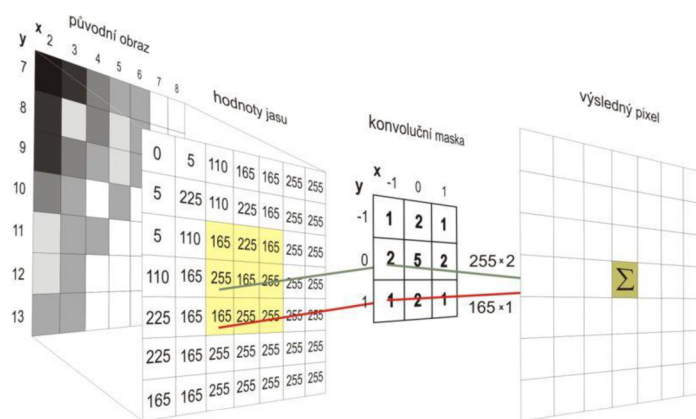 původní obraz
x
y 2 3 4 5 6 7 8
7
8
9
10
11
12
13
hodnoty jasu
0 5 110 165 165 255 255
5 225 110 225 165 255 255
5 110 165 225 165 255 255
110 165 255 165 255 255 255
225 165 165 255 255 255 255
225 165 255 255 255 255 255
165 165 255 255 255 255 255
konvoluční maska
x
y -1 0 1
-1 1 2 1
0 2 5 2
1 1 2 1
255×2
165×1
výsledný pixel
Σ